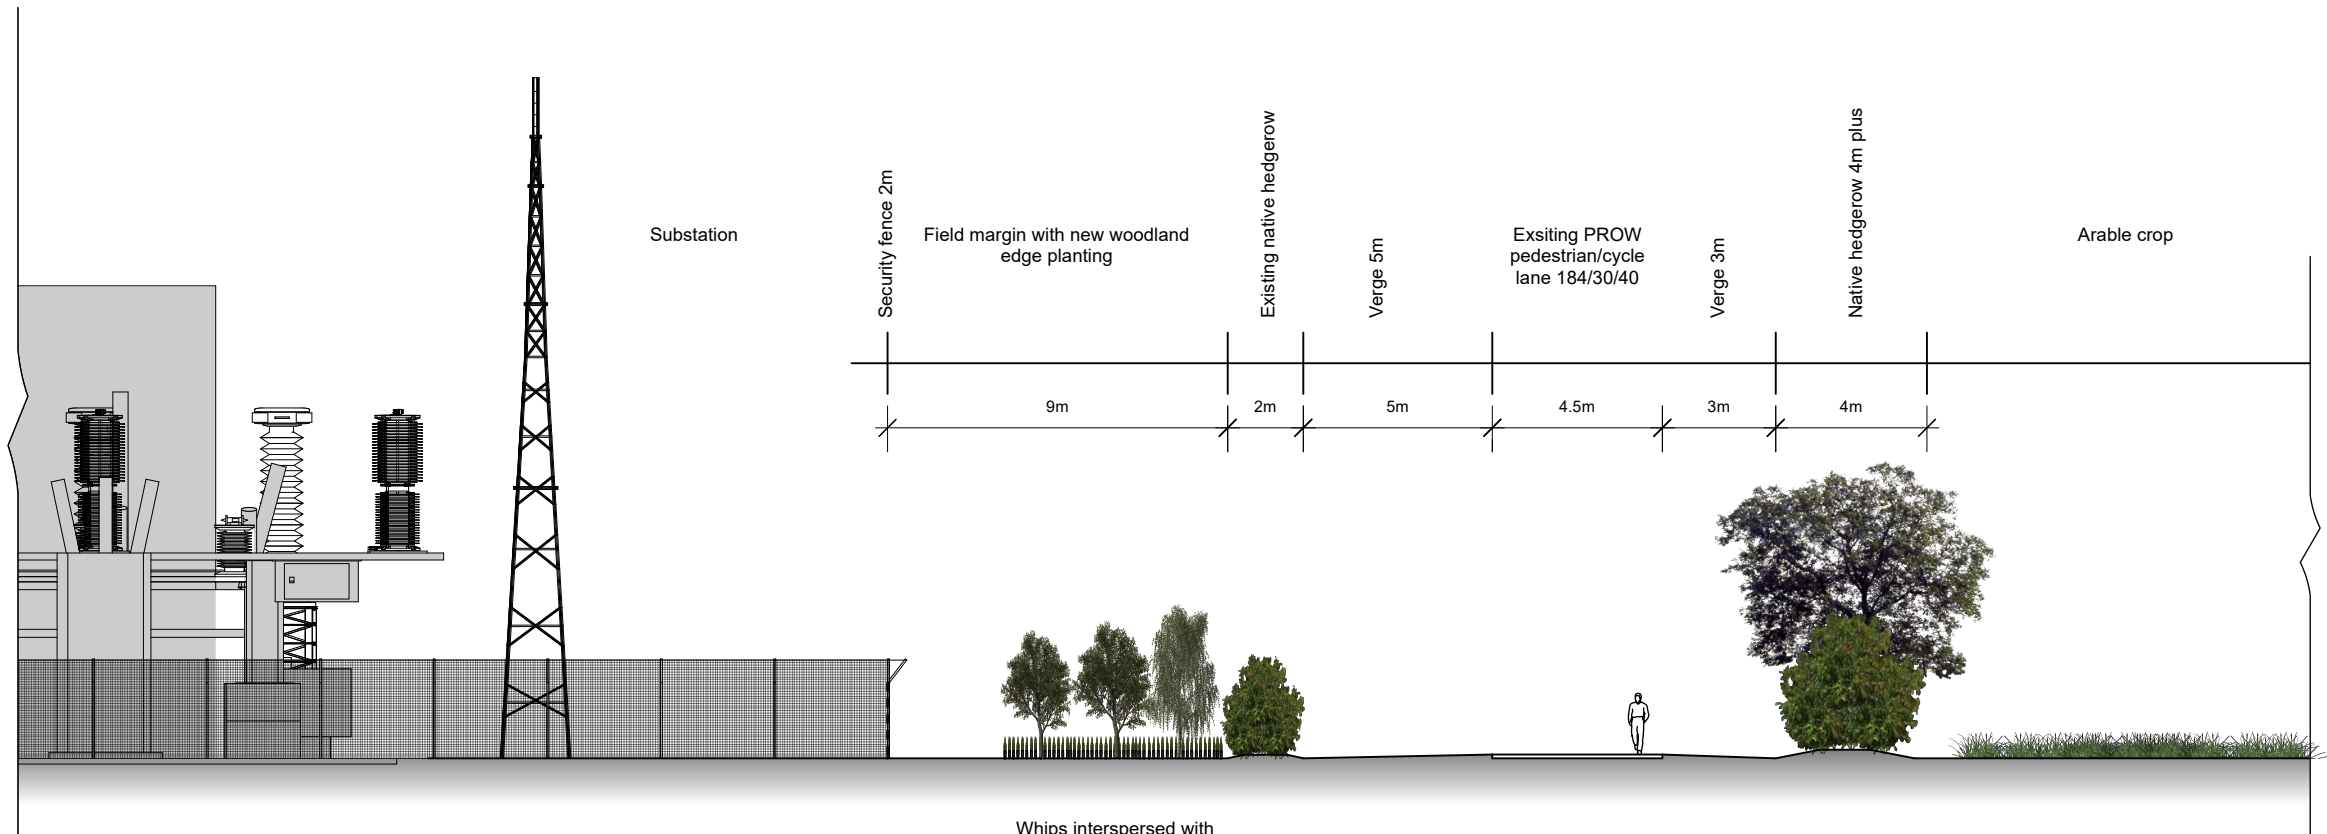 Substation
Security fence 2m
Field margin with new woodland
edge planting
Existing native hedgerow
Verge 5m
Exsiting PROW
pedestrian/cycle
lane 184/30/40
Verge 3m
Native hedgerow 4m plus
Arable crop
9m
2m
5m
4.5m
3m
4m
Whips interspersed with